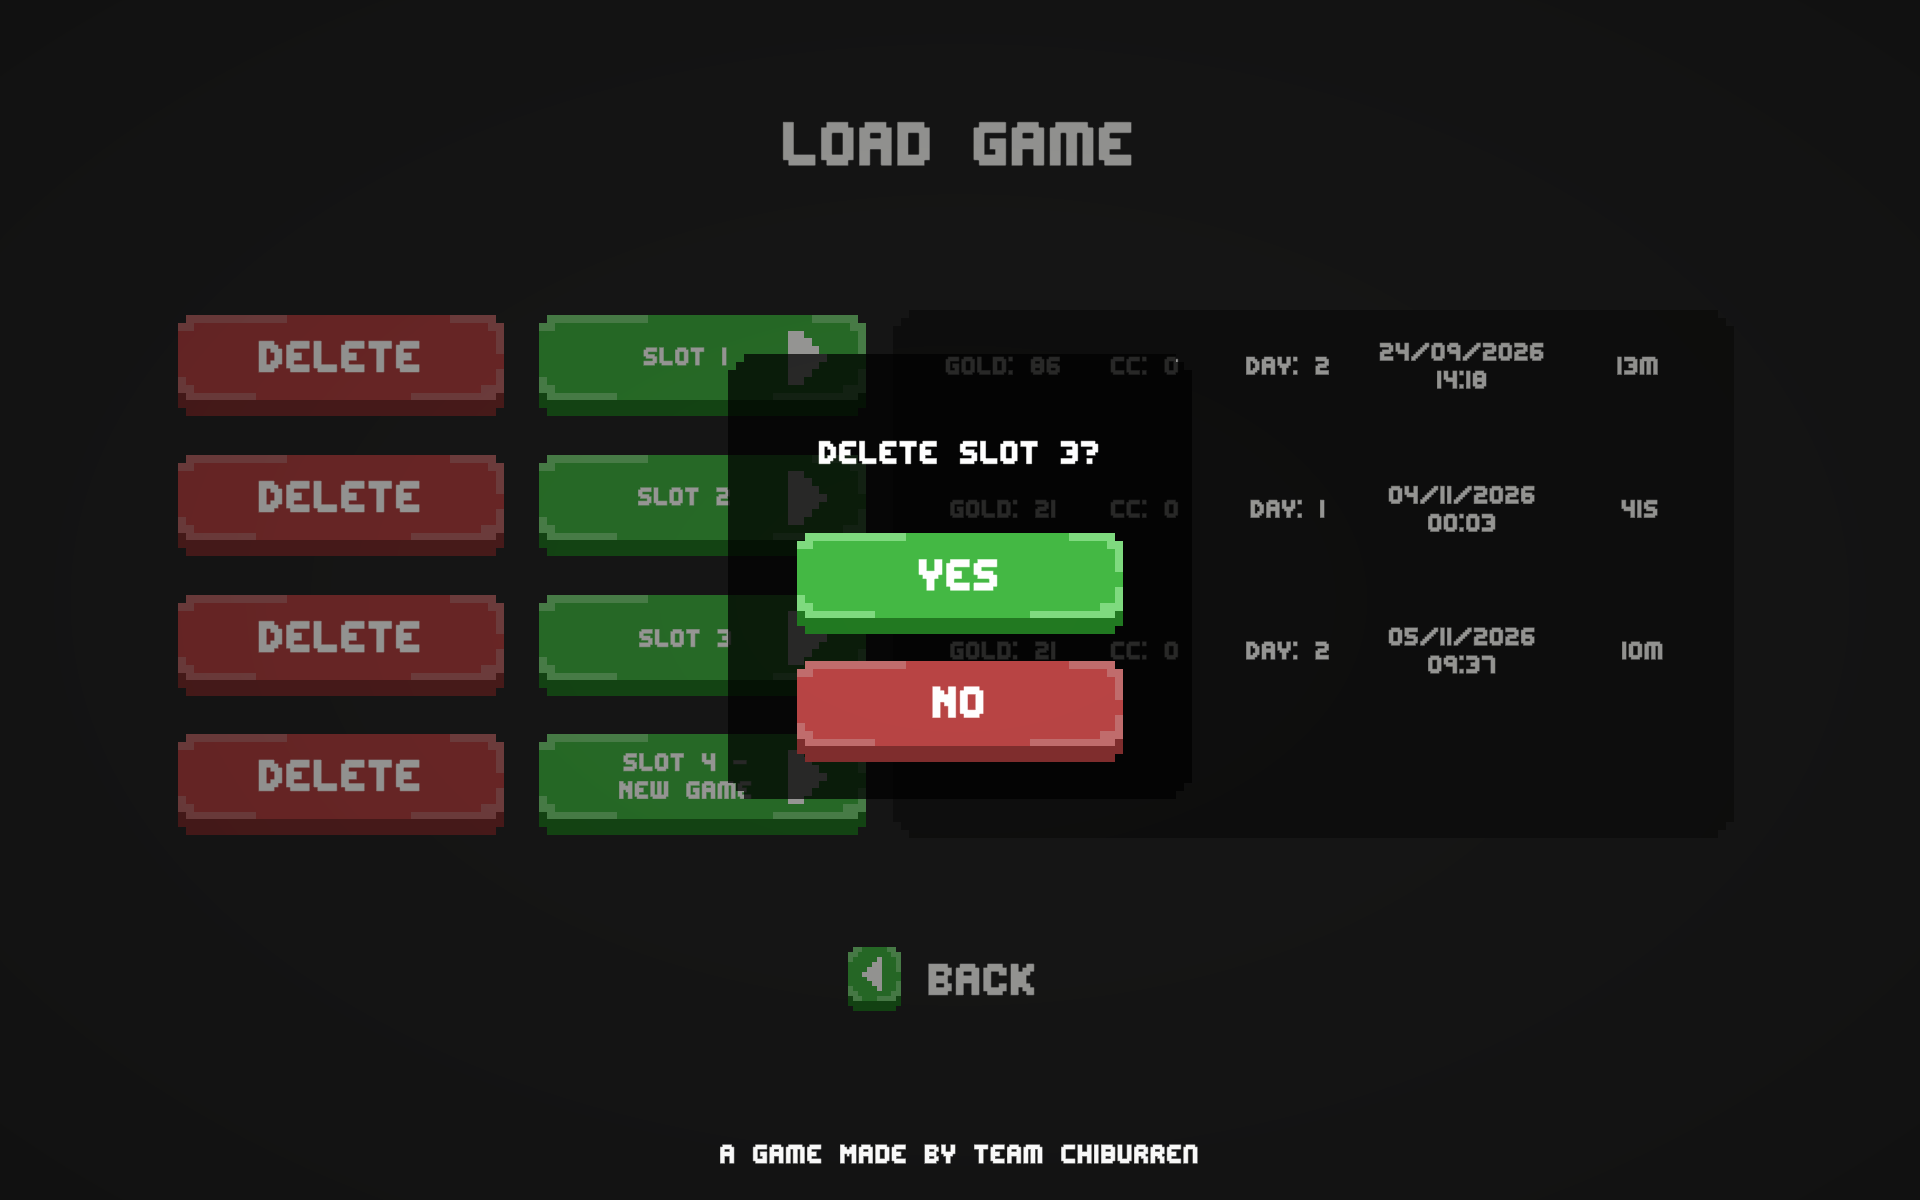 LOAD GAME
DELETE
SLOT 1
GOLD: 86
CC: 0
DAY: 2
24/09/2026
14:18
13M
DELETE SLOT 3?
DELETE
SLOT 2
GOLD: 21
CC: 0
DAY: 1
04/11/2026
00:03
41S
YES
DELETE
SLOT 3
GOLD: 21
CC: 0
DAY: 2
05/11/2026
09:37
10M
NO
DELETE
SLOT 4 -
NEW GAME
BACK
A GAME MADE BY TEAM CHIBURREN